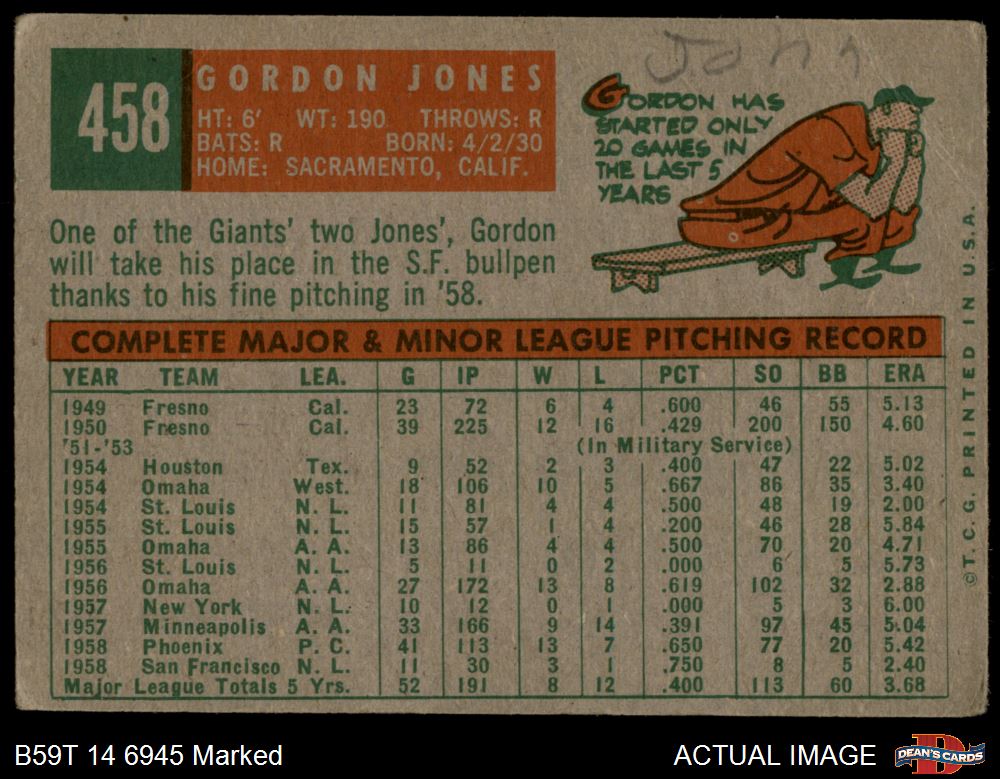 John
458
GORDON JONES
HT: 6' WT: 190 THROWS: R
BATS: R BORN: 4/2/30
HOME: SACRAMENTO, CALIF.
GORDON HAS
STARTED ONLY
20 GAMES IN
THE LAST 5
YEARS
One of the Giants' two Jones', Gordon
will take his place in the S.F. bullpen
thanks to his fine pitching in '58.
COMPLETE MAJOR & MINOR LEAGUE PITCHING RECORD
YEAR TEAM LEA. G IP W L PCT SO BB ERA
1949 Fresno Cal. 23 72 6 4 .600 46 55 5.13
1950 Fresno Cal. 39 225 12 16 .429 200 150 4.60
'51-'53 (In Military Service)
1954 Houston Tex. 9 52 2 3 .400 47 22 5.02
1954 Omaha West. 18 106 10 5 .667 86 35 3.40
1954 St. Louis N. L. 11 81 4 4 .500 48 19 2.00
1955 St. Louis N. L. 15 57 1 4 .200 46 28 5.84
1955 Omaha A. A. 13 86 4 4 .500 70 20 4.71
1956 St. Louis N. L. 5 11 0 2 .000 6 5 5.73
1956 Omaha A. A. 27 172 13 8 .619 102 32 2.88
1957 New York N. L. 10 12 0 1 .000 5 3 6.00
1957 Minneapolis A. A. 33 166 9 14 .391 97 45 5.04
1958 Phoenix P. C. 41 113 13 7 .650 77 20 5.42
1958 San Francisco N. L. 11 30 3 1 .750 8 5 2.40
Major League Totals 5 Yrs. 52 191 8 12 .400 113 60 3.68
©T.C.G. PRINTED IN U.S.A.
B59T 14 6945 Marked
ACTUAL IMAGE
DEAN'S CARDS